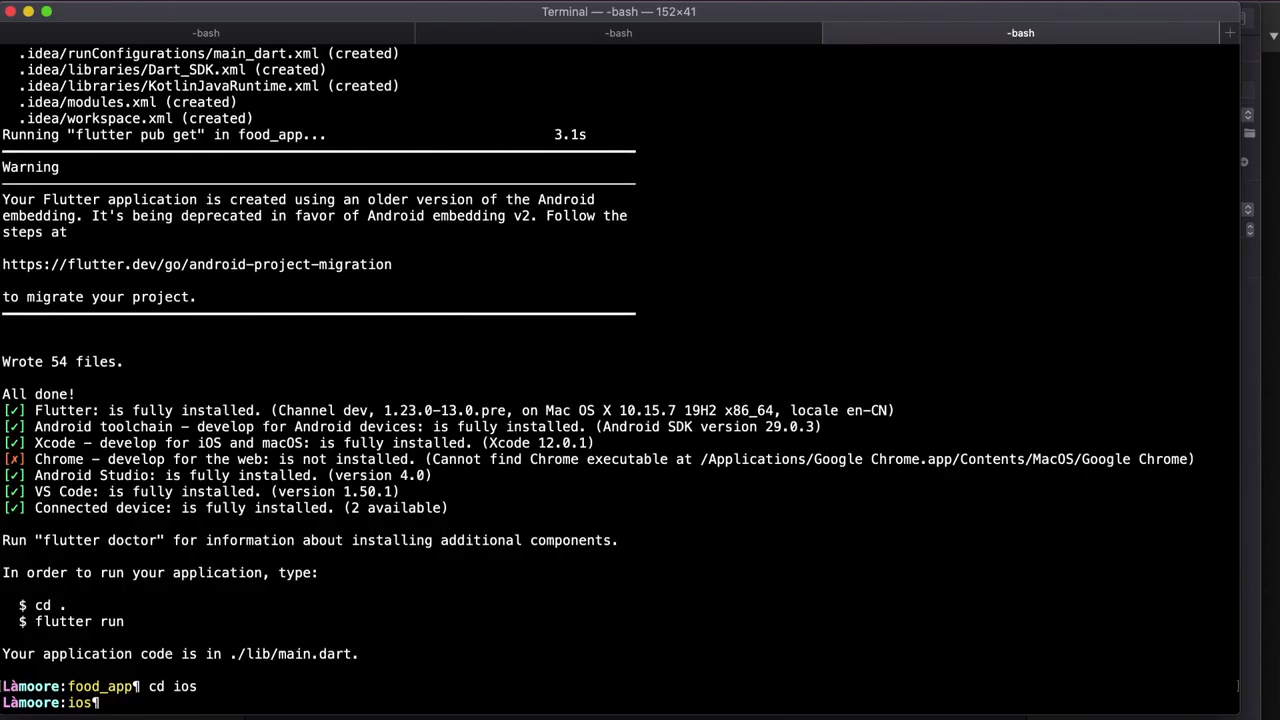 Terminal — -bash — 152×41
-bash
-bash
-bash
.idea/runConfigurations/main_dart.xml (created)
.idea/libraries/Dart_SDK.xml (created)
.idea/libraries/KotlinJavaRuntime.xml (created)
.idea/modules.xml (created)
.idea/workspace.xml (created)
Running "flutter pub get" in food_app... 3.1s
Warning
Your Flutter application is created using an older version of the Android
embedding. It's being deprecated in favor of Android embedding v2. Follow the
steps at
https://flutter.dev/go/android-project-migration
to migrate your project.
Wrote 54 files.
All done!
[✓] Flutter: is fully installed. (Channel dev, 1.23.0-13.0.pre, on Mac OS X 10.15.7 19H2 x86_64, locale en-CN)
[✓] Android toolchain - develop for Android devices: is fully installed. (Android SDK version 29.0.3)
[✓] Xcode - develop for iOS and macOS: is fully installed. (Xcode 12.0.1)
[✗] Chrome - develop for the web: is not installed. (Cannot find Chrome executable at /Applications/Google Chrome.app/Contents/MacOS/Google Chrome)
[✓] Android Studio: is fully installed. (version 4.0)
[✓] VS Code: is fully installed. (version 1.50.1)
[✓] Connected device: is fully installed. (2 available)
Run "flutter doctor" for information about installing additional components.
In order to run your application, type:
$ cd .
$ flutter run
Your application code is in ./lib/main.dart.
Làmoore:food_app¶ cd ios
Làmoore:ios¶